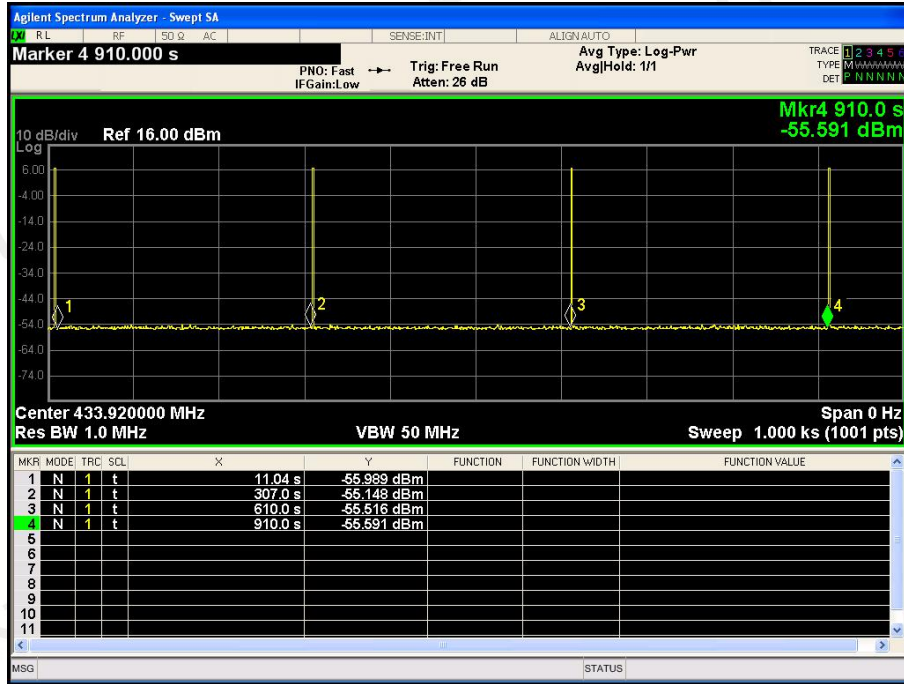 Agilent Spectrum Analyzer - Swept SA
LXI RL RF 50 Ω AC SENSE:INT ALIGN AUTO
Marker 4 910.000 s
PNO: Fast
IFGain:Low
Trig: Free Run
Atten: 26 dB
Avg Type: Log-Pwr
Avg|Hold: 1/1
TRACE 1 2 3 4 5 6
TYPE M W W W W W
DET P N N N N N
Mkr4 910.0 s
-55.591 dBm
10 dB/div Ref 16.00 dBm
Log
6.00
-4.00
-14.0
-24.0
-34.0
-44.0
-54.0
-64.0
-74.0
1 2 3 4
Center 433.920000 MHz Span 0 Hz
Res BW 1.0 MHz VBW 50 MHz Sweep 1.000 ks (1001 pts)
MKR MODE TRC SCL X Y FUNCTION FUNCTION WIDTH FUNCTION VALUE
1 N 1 t 11.04 s -55.989 dBm
2 N 1 t 307.0 s -55.148 dBm
3 N 1 t 610.0 s -55.516 dBm
4 N 1 t 910.0 s -55.591 dBm
5
6
7
8
9
10
11
MSG STATUS